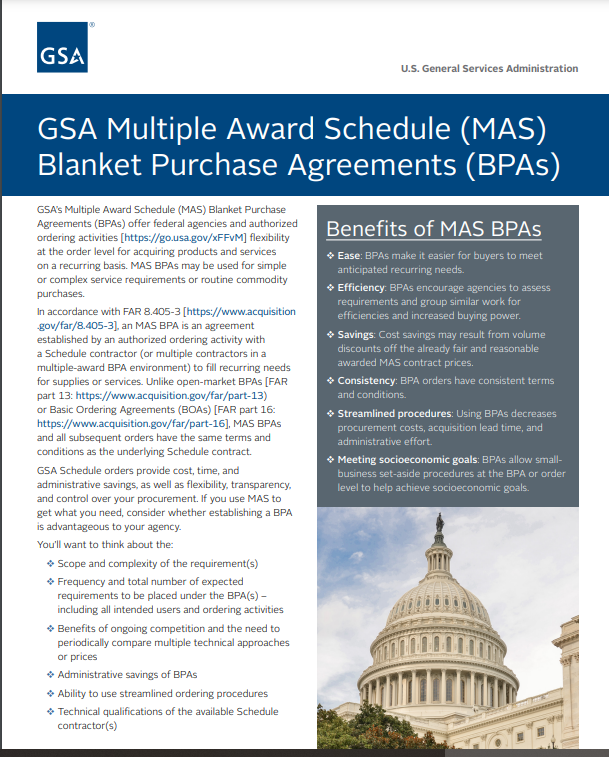 GSA®
U.S. General Services Administration
GSA Multiple Award Schedule (MAS)
Blanket Purchase Agreements (BPAs)
GSA's Multiple Award Schedule (MAS) Blanket Purchase
Agreements (BPAs) offer federal agencies and authorized
ordering activities [https://go.usa.gov/xFFvM] flexibility
at the order level for acquiring products and services
on a recurring basis. MAS BPAs may be used for simple
or complex service requirements or routine commodity
purchases.
In accordance with FAR 8.405-3 [https://www.acquisition
.gov/far/8.405-3], an MAS BPA is an agreement
established by an authorized ordering activity with
a Schedule contractor (or multiple contractors in a
multiple-award BPA environment) to fill recurring needs
for supplies or services. Unlike open-market BPAs [FAR
part 13: https://www.acquisition.gov/far/part-13)
or Basic Ordering Agreements (BOAs) [FAR part 16:
https://www.acquisition.gov/far/part-16], MAS BPAs
and all subsequent orders have the same terms and
conditions as the underlying Schedule contract.
GSA Schedule orders provide cost, time, and
administrative savings, as well as flexibility, transparency,
and control over your procurement. If you use MAS to
get what you need, consider whether establishing a BPA
is advantageous to your agency.
You'll want to think about the:
❖ Scope and complexity of the requirement(s)
❖ Frequency and total number of expected
requirements to be placed under the BPA(s) –
including all intended users and ordering activities
❖ Benefits of ongoing competition and the need to
periodically compare multiple technical approaches
or prices
❖ Administrative savings of BPAs
❖ Ability to use streamlined ordering procedures
❖ Technical qualifications of the available Schedule
contractor(s)
Benefits of MAS BPAs
❖ Ease: BPAs make it easier for buyers to meet
anticipated recurring needs.
❖ Efficiency: BPAs encourage agencies to assess
requirements and group similar work for
efficiencies and increased buying power.
❖ Savings: Cost savings may result from volume
discounts off the already fair and reasonable
awarded MAS contract prices.
❖ Consistency: BPA orders have consistent terms
and conditions.
❖ Streamlined procedures: Using BPAs decreases
procurement costs, acquisition lead time, and
administrative effort.
❖ Meeting socioeconomic goals: BPAs allow small-
business set-aside procedures at the BPA or order
level to help achieve socioeconomic goals.